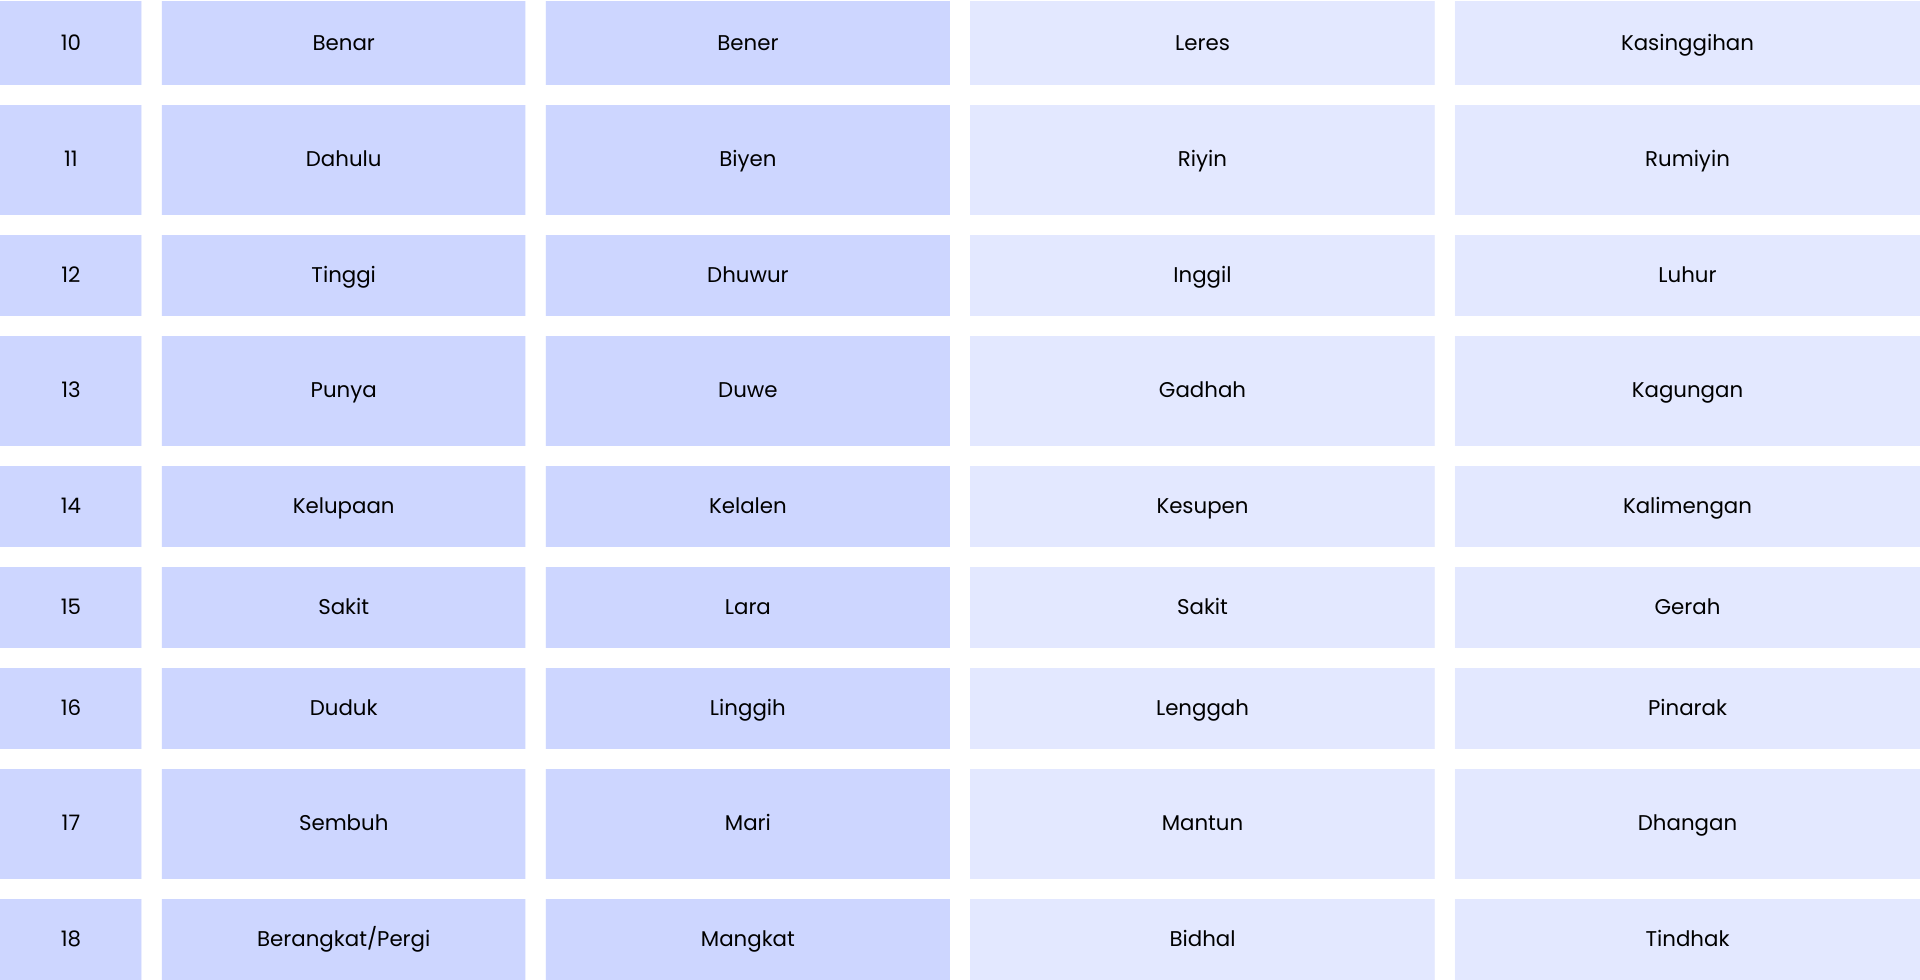 10 Benar Bener Leres Kasinggihan
11 Dahulu Biyen Riyin Rumiyin
12 Tinggi Dhuwur Inggil Luhur
13 Punya Duwe Gadhah Kagungan
14 Kelupaan Kelalen Kesupen Kalimengan
15 Sakit Lara Sakit Gerah
16 Duduk Linggih Lenggah Pinarak
17 Sembuh Mari Mantun Dhangan
18 Berangkat/Pergi Mangkat Bidhal Tindhak